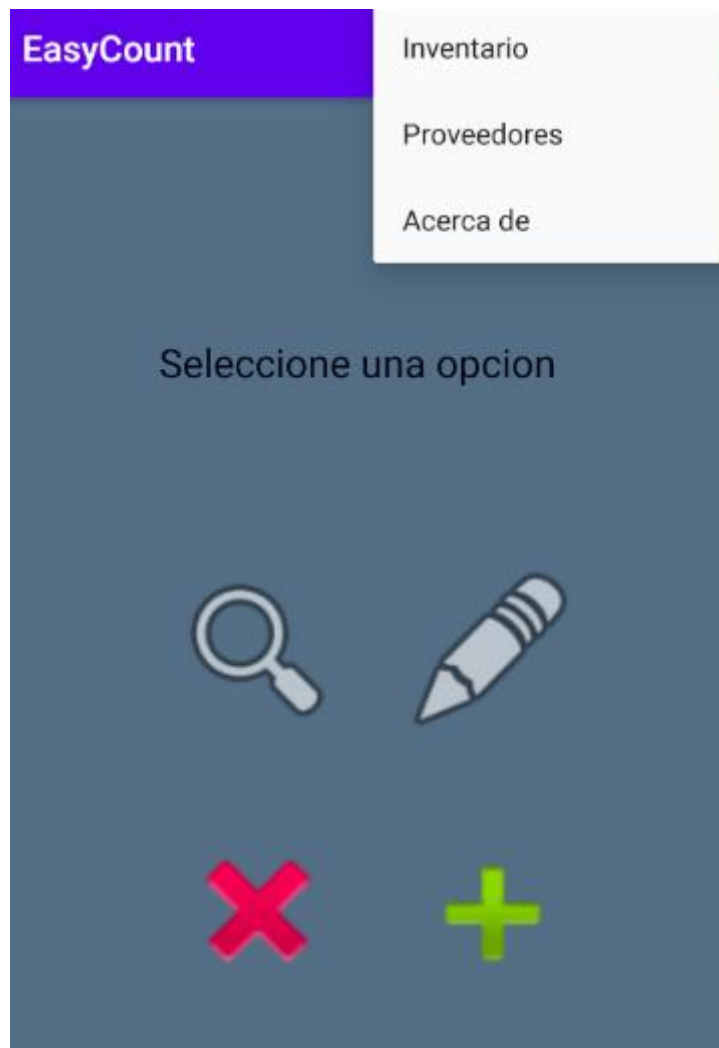 EasyCount
Inventario
Proveedores
Acerca de
Seleccione una opcion